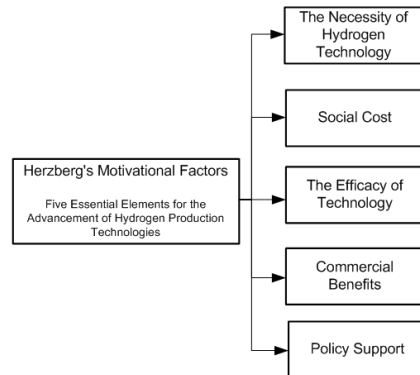 Herzberg's Motivational Factors
Five Essential Elements for the
Advancement of Hydrogen Production
Technologies
The Necessity of
Hydrogen
Technology
Social Cost
The Efficacy of
Technology
Commercial
Benefits
Policy Support